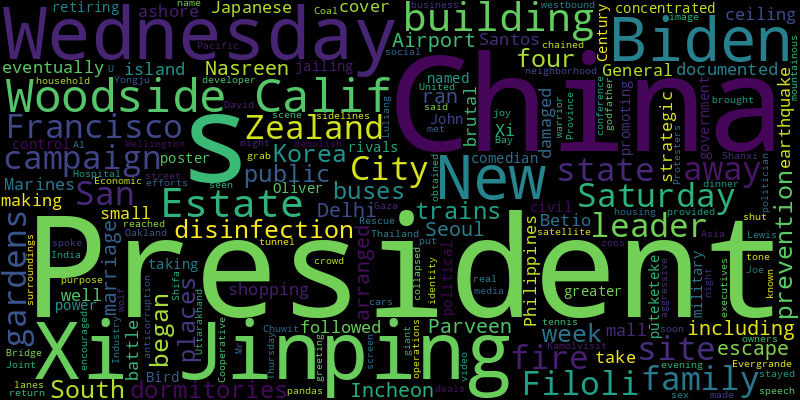 retiring ashore Japanese cover building Wednesday Biden concentrated name Coal westbound
century ceiling image mountainous
Airport Santos four General documented
eventually island Nasreen jailing named
household developer u Yongju Pacific social business chained neighborhood
Woodside Calif China ran brutal
Francisco s Zealand John Xi damaged promoting strategic government earthquake
David United said met godfather conference Province warrior brought
control Al poster Korea rivals comedian joy Bay Protesters Shanxi
campaign Wellington demolish scene sidelines Tuliang
Marines Hospital Economic street efforts seen might grab Oliver public City New state away prevention
making San
small Estate Delhi buses trains Saturday politician
gardens marriage Oakland reached Gaza Rescue Thailand obtained Betio civil housing provided dinner shut Lewis
surroundings India spoke disinfection tunnel crowd put Seoul leader satellite Asia zoos tone Joe
purpose taking Places Shifa arranged political collapsed identity Philippines aggressive military night executives known
President greater
well power began shopping real media puteketeke
encouraged industry anticorruption wolf Uttarakhand Cooperative cars Parveen tennis mall soon owners including
Xi Jinping battle followed week site escape
Bridge Joint Bird Chuwit Mr Thursday greeting giant screen video operations fire Kamolvisit take evening Evergrande
lanes return South dormitories pandas Incheon deals Filoli family sex made stayed speech